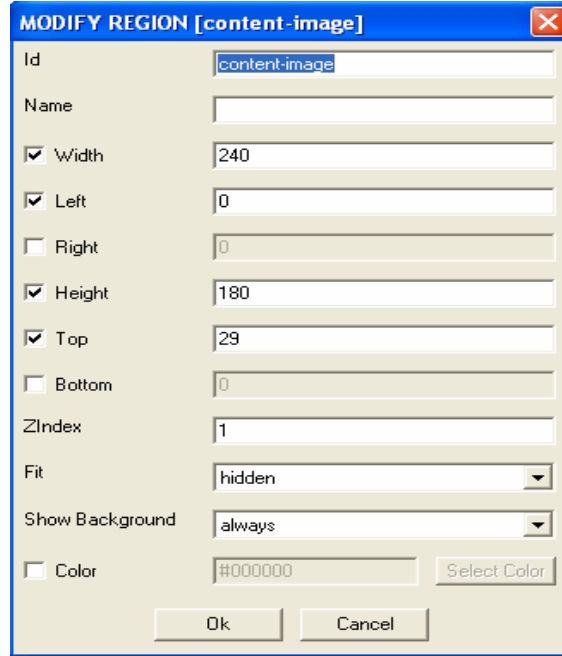 MODIFY REGION [content-image]
Id content-image
Name
Width 240
Left 0
Right 0
Height 180
Top 29
Bottom 0
ZIndex 1
Fit hidden
Show Background always
Color #000000 Select Color
Ok Cancel